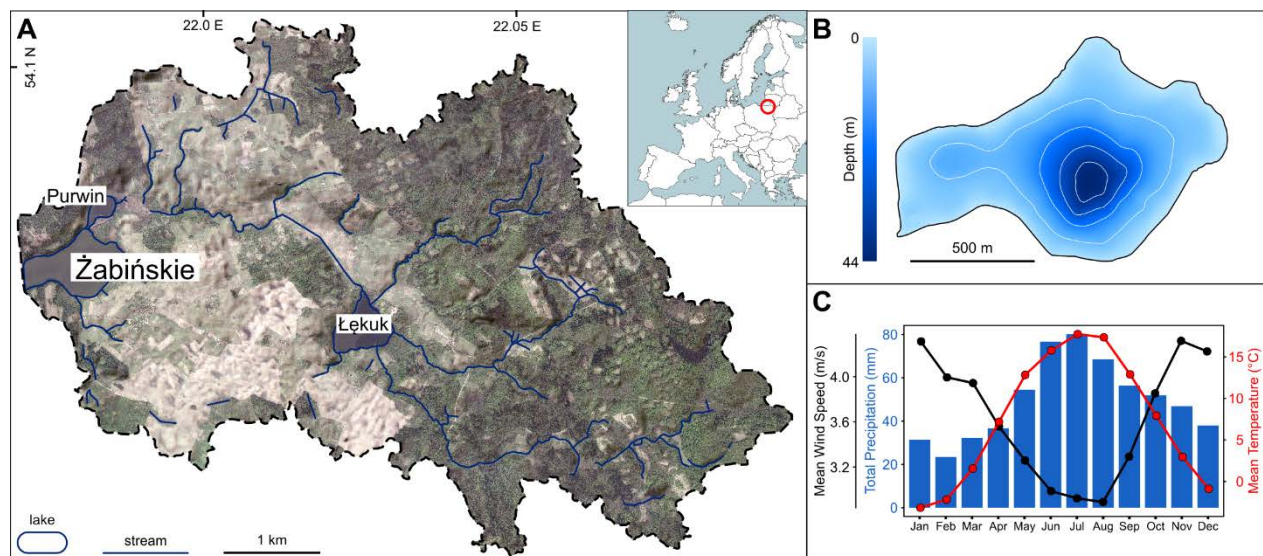 A
22.0 E
22.05 E
54.1 N
Purwin
Żabińskie
Łękuk
lake
stream
1 km
B
0
Depth (m)
44
500 m
C
Mean Wind Speed (m/s)
4.0
3.6
3.2
Total Precipitation (mm)
80
60
40
20
0
Mean Temperature (°C)
15
10
5
0
Jan Feb Mar Apr May Jun Jul Aug Sep Oct Nov Dec